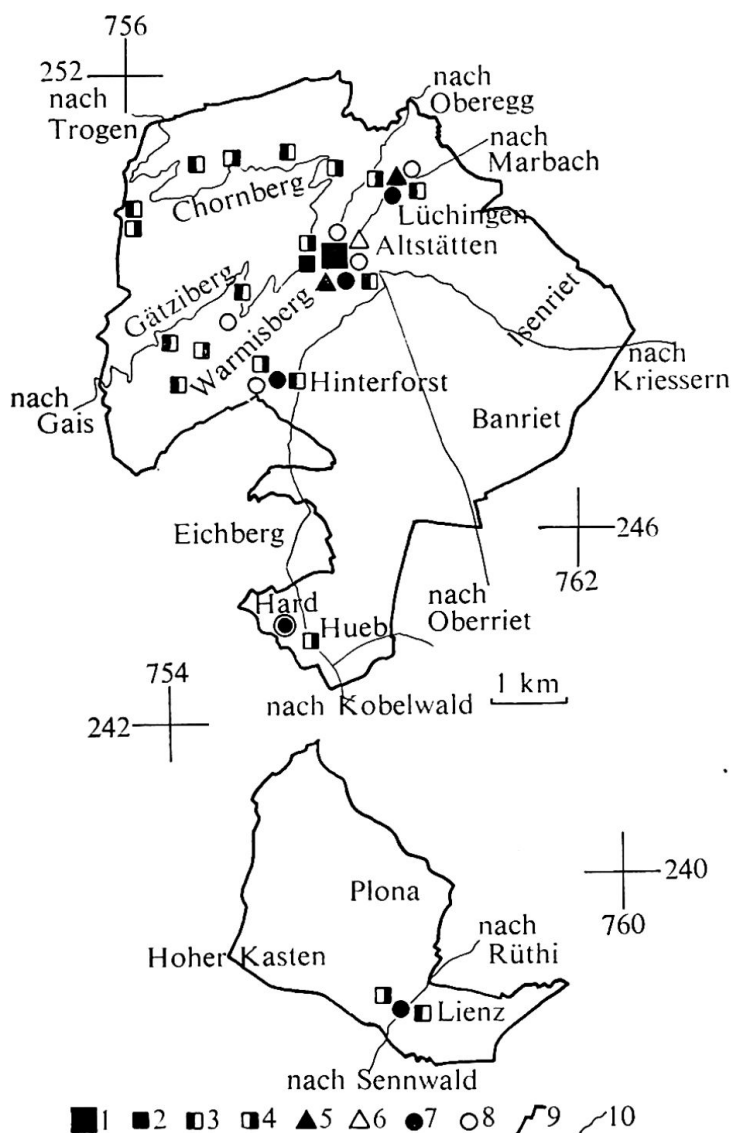 756
252
nach
Trogen
nach
Oberegg
nach
Marbach
Chornberg
Lüchingen
Altstätten
Gätziberg
Warmisberg
Isenriet
nach
Kriessern
nach
Gais
Hinterforst
Banriet
Eichberg
246
762
Hard
Hueb
nach
Oberriet
754
242
nach Kobelwald
1 km
240
760
Plona
nach
Rüthi
Hoher Kasten
Lienz
nach Sennwald
1 2 3 4 5 6 7 8 9 10